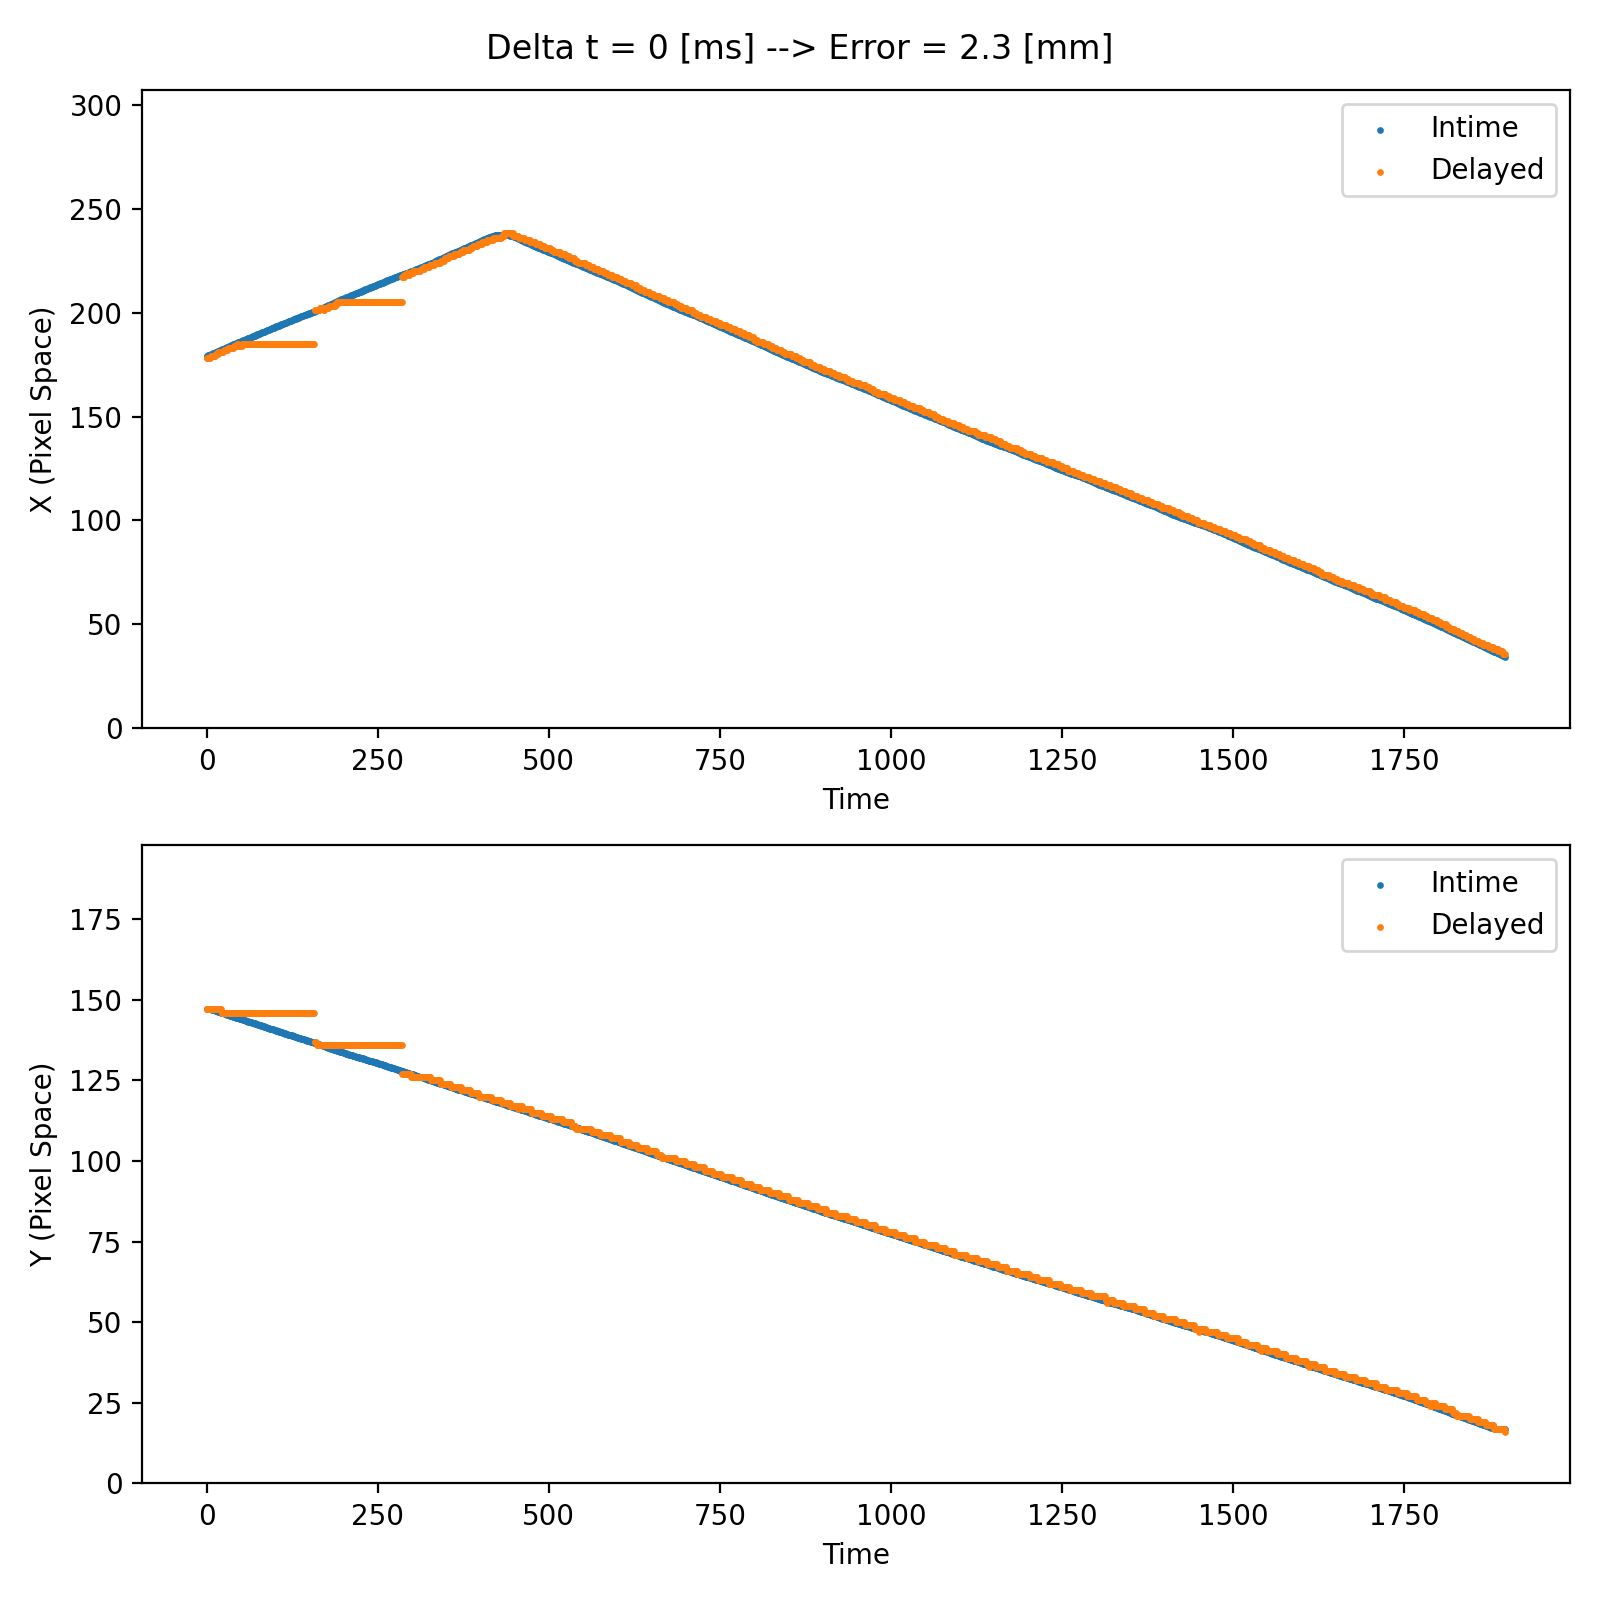 Delta t = 0 [ms] --> Error = 2.3 [mm]
300
250
200
150
100
50
0
X (Pixel Space)
Intime
Delayed
0 250 500 750 1000 1250 1500 1750
Time
175
150
125
100
75
50
25
0
Y (Pixel Space)
Intime
Delayed
0 250 500 750 1000 1250 1500 1750
Time